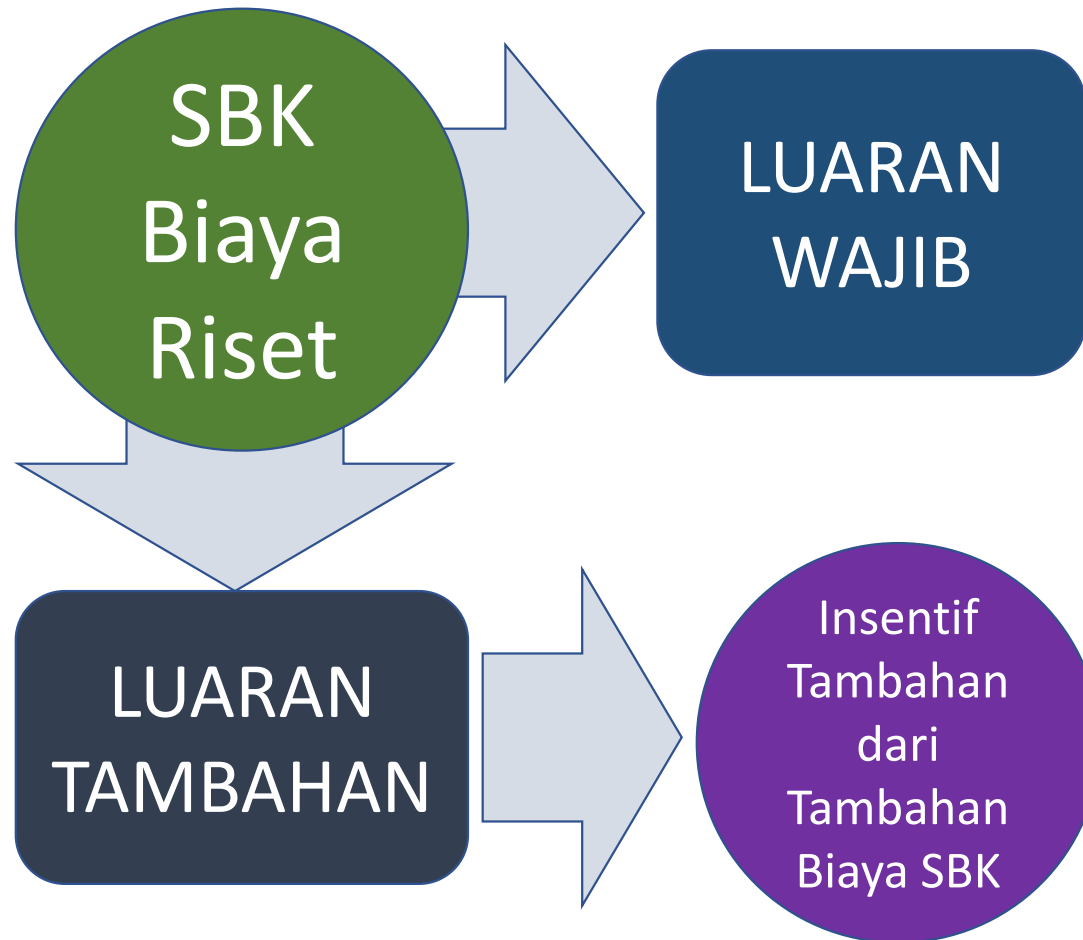 SBK
Biaya
Riset
LUARAN
WAJIB
LUARAN
TAMBAHAN
Insentif
Tambahan
dari
Tambahan
Biaya SBK